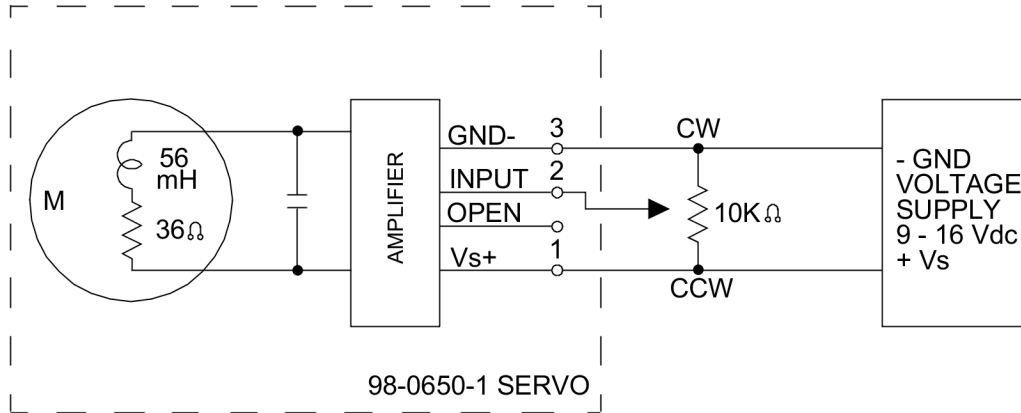 M
56
mH
36Ω
AMPLIFIER
GND-
INPUT
OPEN
Vs+
3
2
1
CW
10KΩ
CCW
- GND
VOLTAGE
SUPPLY
9 - 16 Vdc
+ Vs
98-0650-1 SERVO